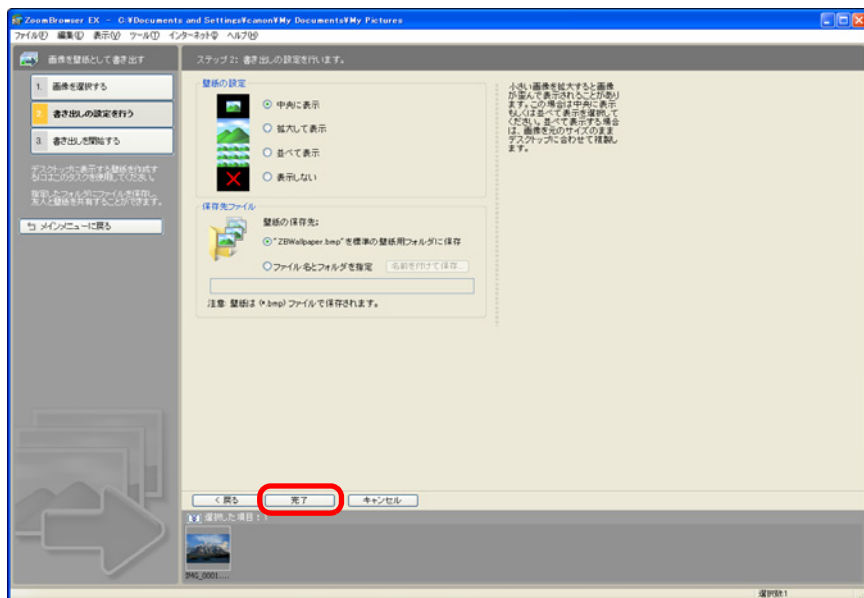 ZoomBrowser EX - C:¥Documents and Settings¥canon¥My Documents¥My Pictures
ファイル(F) 編集(E) 表示(V) ツール(T) インターネット(I) ヘルプ(H)
画像を壁紙として書き出す
ステップ 2: 書き出しの設定を行います。
1. 画像を選択する
2. 書き出しの設定を行う
3. 書き出しを開始する
デスクトップに表示する壁紙を作成するにはこのタスクを使用してください。
指定したフォルダにファイルを保存し、
友人と壁紙を共有することができます。
メインメニューに戻る
壁紙の設定
中央に表示
拡大して表示
並べて表示
表示しない
保存先ファイル
壁紙の保存先:
"ZBWallpaper.bmp"を標準の壁紙用フォルダに保存
ファイル名とフォルダを指定 名前を付けて保存...
注意: 壁紙は (*.bmp) ファイルで保存されます。
小さい画像を拡大すると画像
が歪んで表示されることがあり
ます。この場合は中央に表示
もしくは並べて表示を選択して
ください。並べて表示する場合
は、画像を元のサイズのまま
デスクトップに合わせて複製し
ます。
< 戻る 完了 キャンセル
選択した項目: 1
IMG_0001....
選択数:1